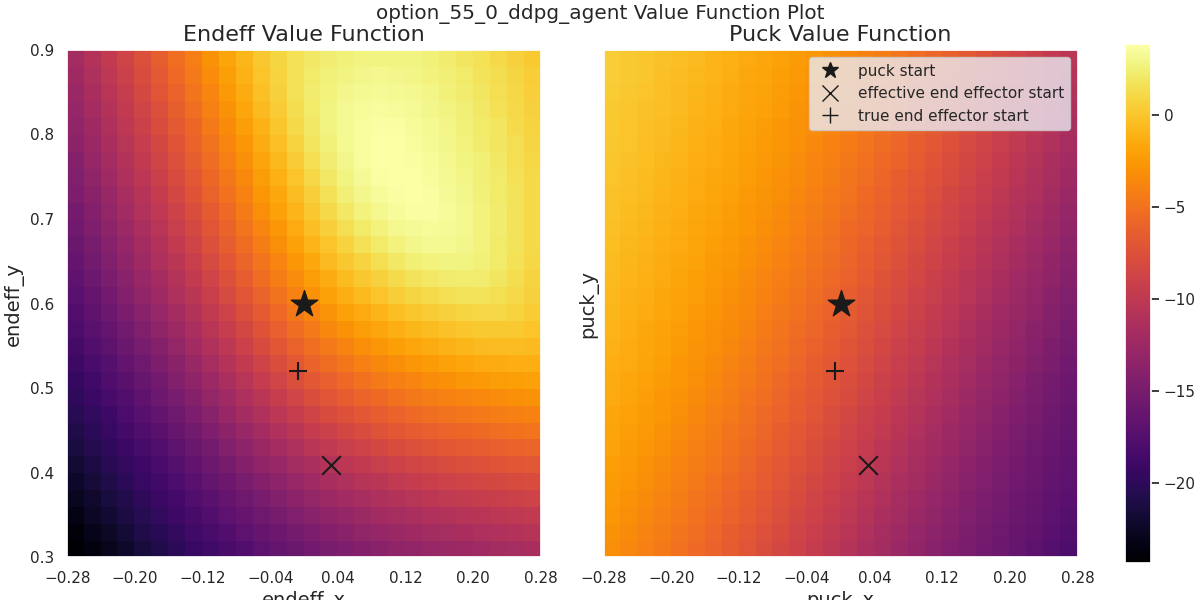 option_55_0_ddpg_agent Value Function Plot
Endeff Value Function
Puck Value Function
puck start
effective end effector start
true end effector start
0.9
0.8
0.7
0.6
0.5
0.4
0.3
endeff_y
−0.28 −0.20 −0.12 −0.04 0.04 0.12 0.20 0.28
endeff_x
puck_y
−0.28 −0.20 −0.12 −0.04 0.04 0.12 0.20 0.28
puck_x
0
−5
−10
−15
−20